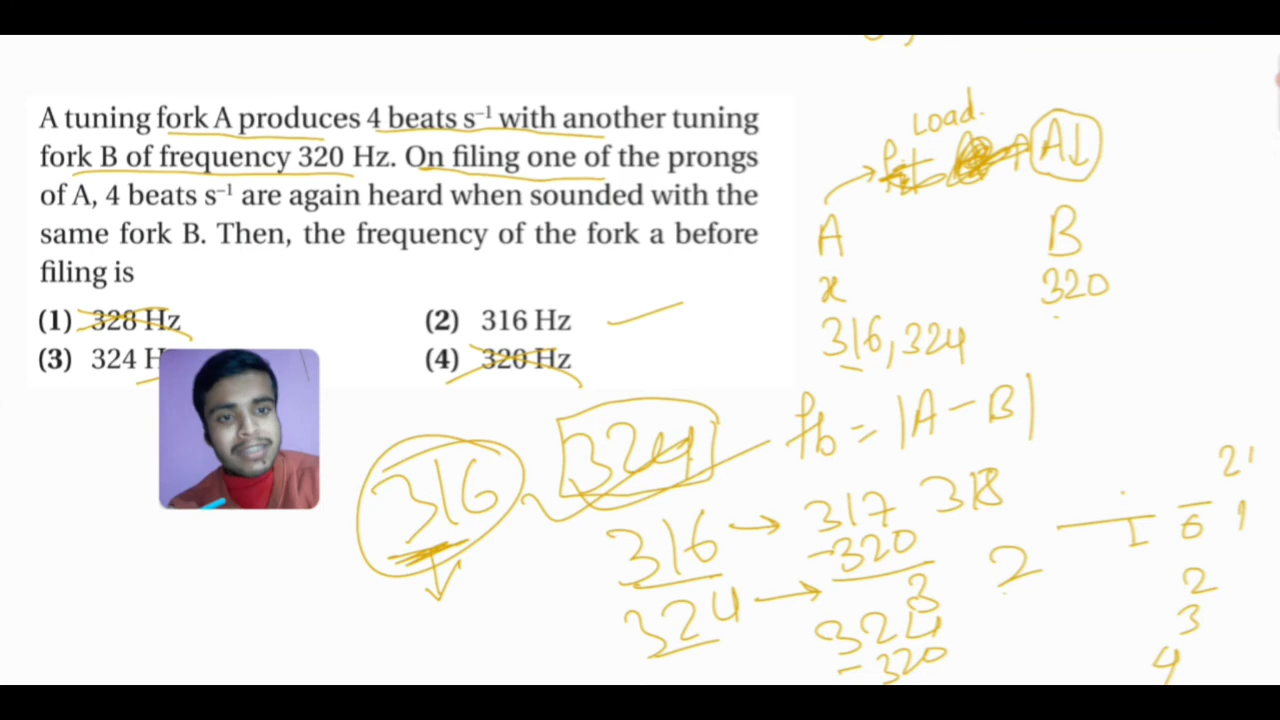 A tuning fork A produces 4 beats s⁻¹ with another tuning
fork B of frequency 320 Hz. On filing one of the prongs
of A, 4 beats s⁻¹ are again heard when sounded with the
same fork B. Then, the frequency of the fork a before
filing is
(1) 328 Hz
(2) 316 Hz
(3) 324 H
(4) 320 Hz
Load.
A↓
A
B
x
320
316, 324
fb = |A - B|
316
324
316 → 317 318
-320
3
2
324 → 324
-320
1
6
2
3
4